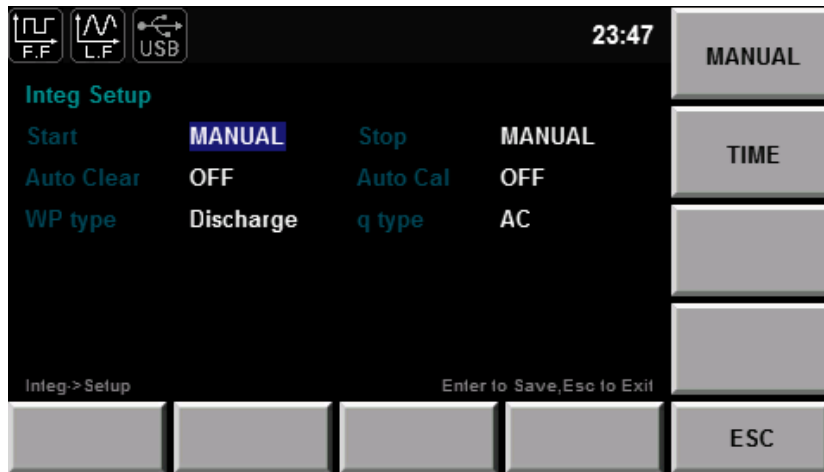 F.F L.F USB 23:47
MANUAL
Integ Setup
Start MANUAL Stop MANUAL
TIME
Auto Clear OFF Auto Cal OFF
WP type Discharge q type AC
Integ->Setup Enter to Save,Esc to Exit
ESC